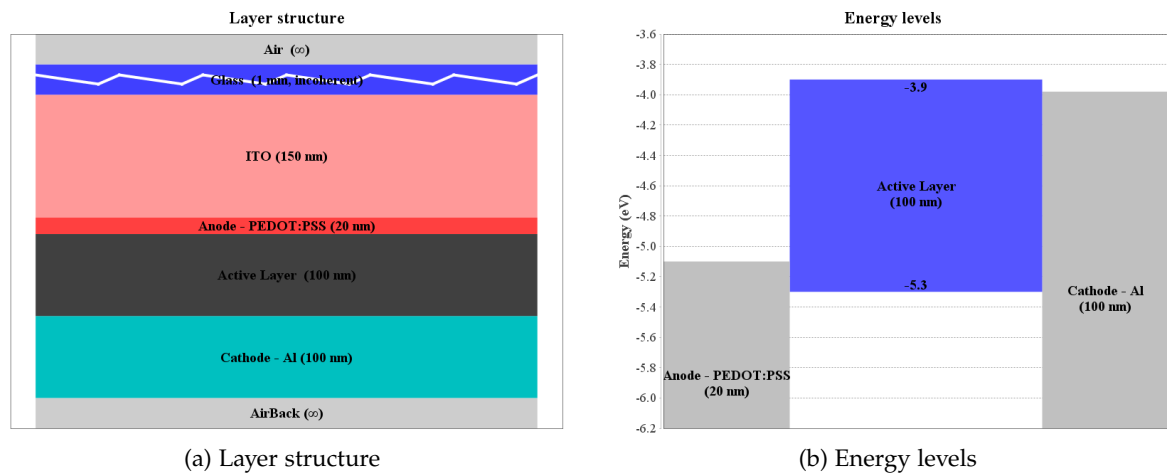 Layer structure
Air (∞)
Glass (1 mm, incoherent)
ITO (150 nm)
Anode - PEDOT:PSS (20 nm)
Active Layer (100 nm)
Cathode - Al (100 nm)
AirBack (∞)
(a) Layer structure
Energy levels
Energy (eV)
-3.6
-3.8
-4.0
-4.2
-4.4
-4.6
-4.8
-5.0
-5.2
-5.4
-5.6
-5.8
-6.0
-6.2
-3.9
Active Layer
(100 nm)
-5.3
Cathode - Al
(100 nm)
Anode - PEDOT:PSS
(20 nm)
(b) Energy levels